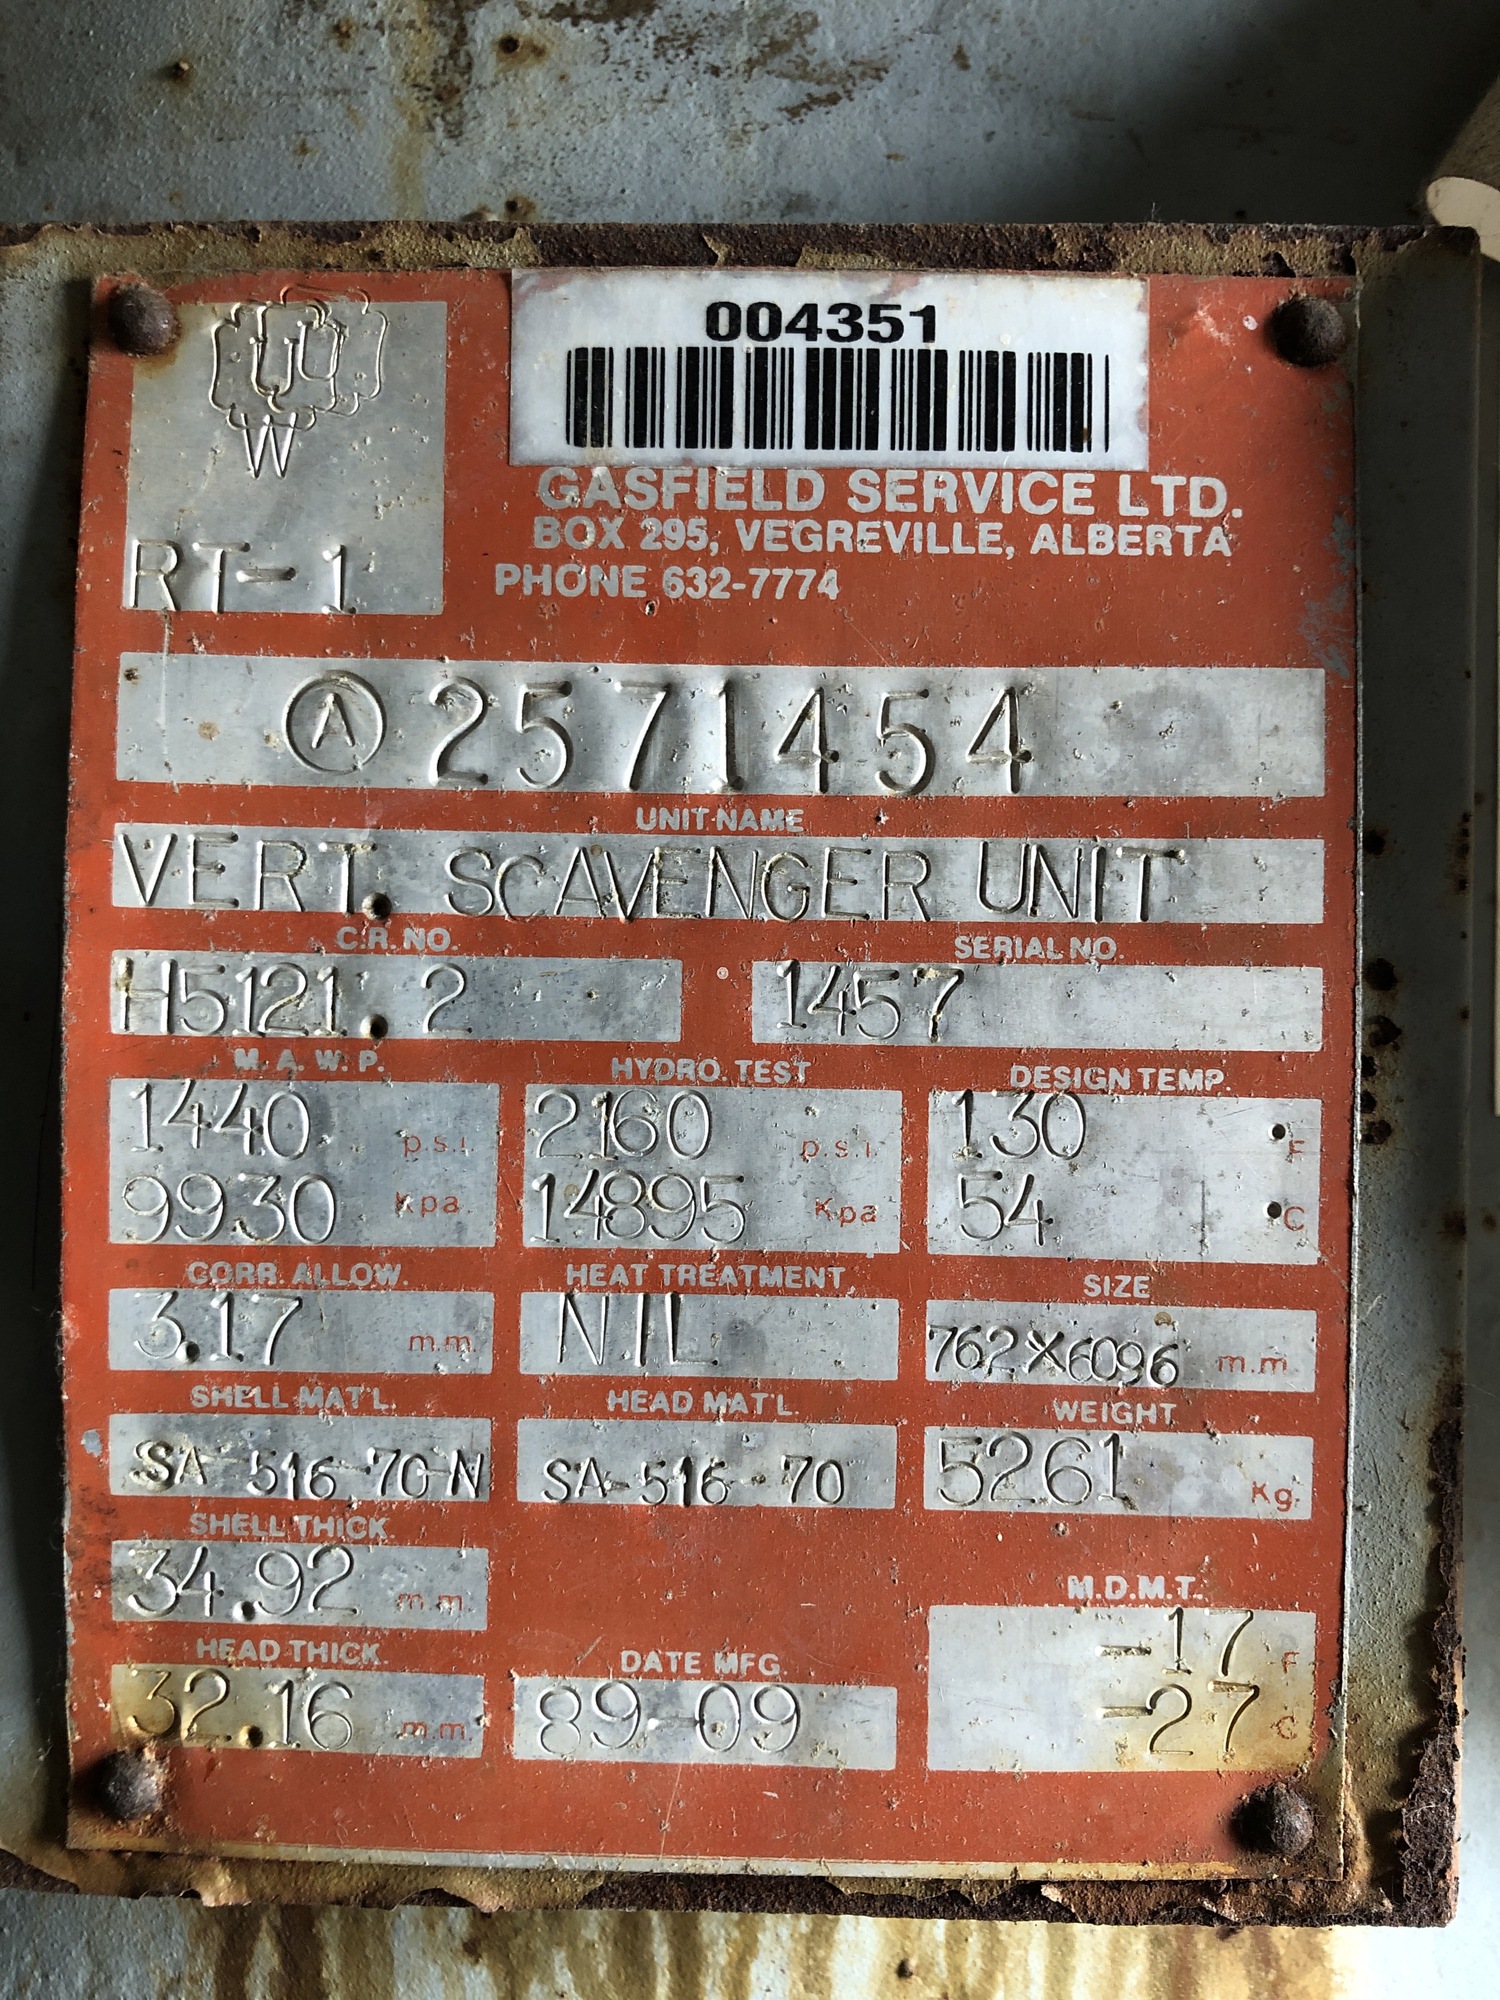 004351
U
W
RT-1
GASFIELD SERVICE LTD.
BOX 295, VEGREVILLE, ALBERTA
PHONE 632-7774
Ⓐ 2571454
UNIT NAME
VERT. SCAVENGER UNIT
C.R. NO. SERIAL NO.
H5121.2 1457
M.A.W.P. HYDRO. TEST DESIGN TEMP.
1440 p.s.i. 2160 p.s.i. 130 °F
9930 Kpa. 14895 Kpa 54 °C
CORR. ALLOW. HEAT TREATMENT SIZE
3.17 m.m. NIL 762X6096 m.m.
SHELL MAT'L. HEAD MAT'L. WEIGHT
SA-516-70-N SA-516-70 5261 Kg.
SHELL THICK.
34.92 m.m.
M.D.M.T.
-17 F
HEAD THICK. DATE MFG.
32.16 m.m. 89-09 -27 C